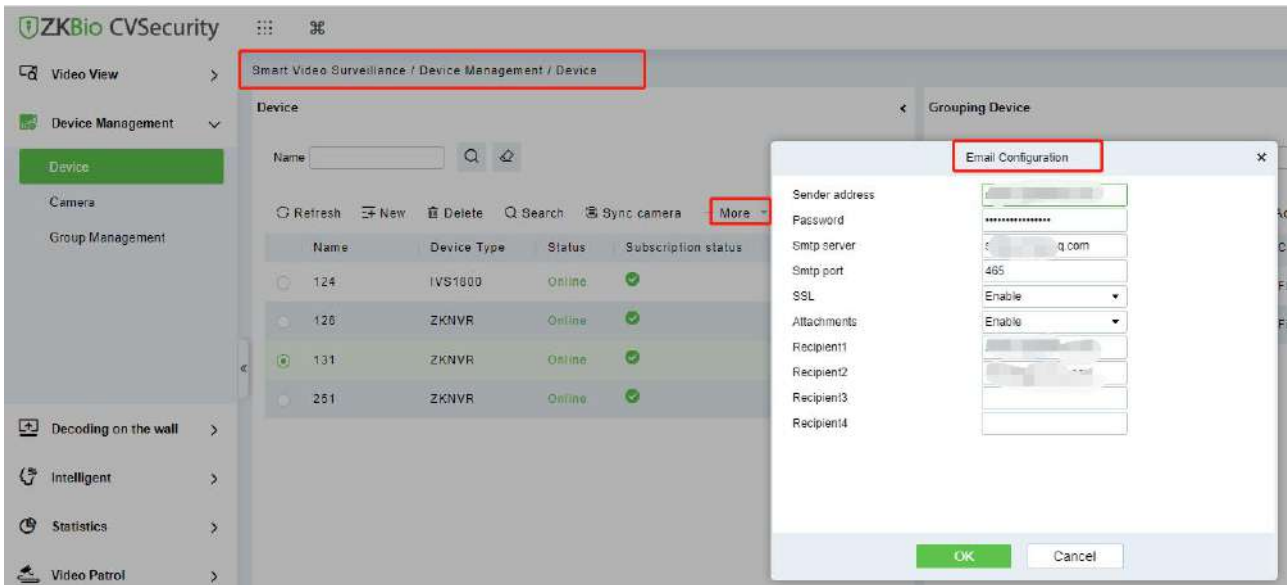 ZKBio CVSecurity
Smart Video Surveillance / Device Management / Device
Video View
Device Management
Device
Camera
Group Management
Decoding on the wall
Intelligent
Statistics
Video Patrol
Device
Name
Refresh New Delete Search Sync camera More
Name Device Type Status Subscription status
124 IVS1800 Online
128 ZKNVR Online
131 ZKNVR Online
251 ZKNVR Online
Grouping Device
Email Configuration
Sender address
Password ••••••••••••••••
Smtp server q.com
Smtp port 465
SSL Enable
Attachments Enable
Recipient1
Recipient2
Recipient3
Recipient4
OK Cancel